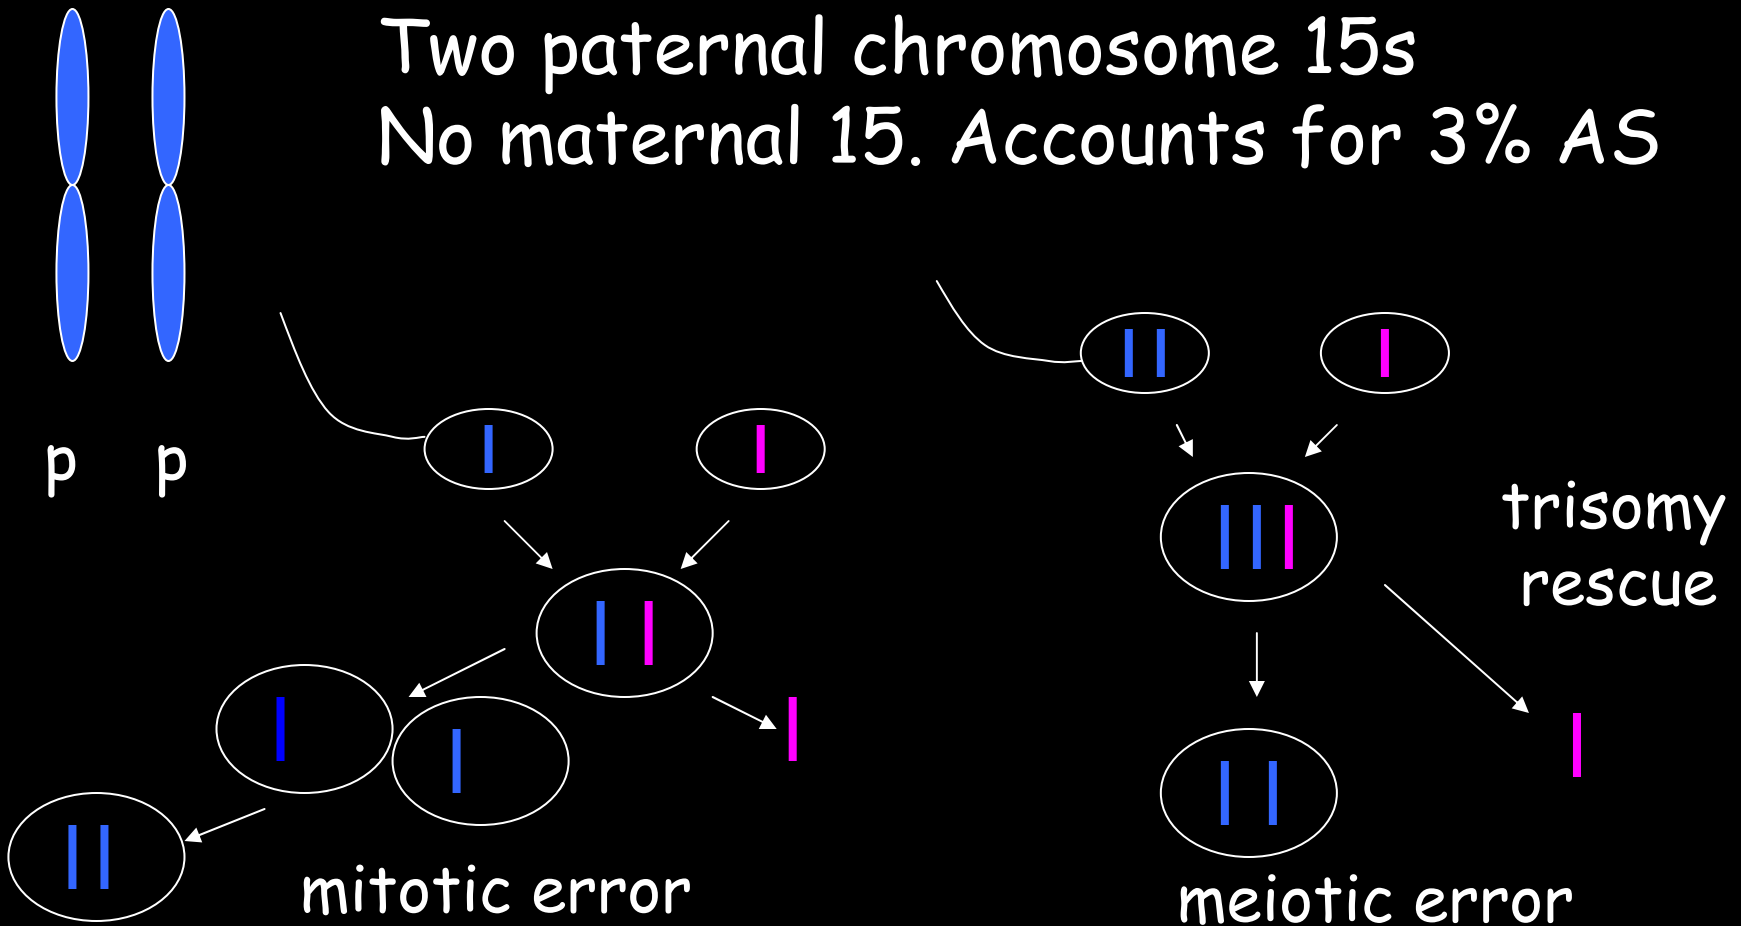 Two paternal chromosome 15s
No maternal 15. Accounts for 3% AS
p p
trisomy
rescue
mitotic error
meiotic error